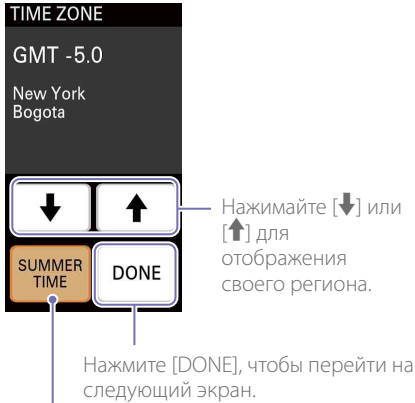 TIME ZONE
GMT -5.0
New York
Bogota
SUMMER
TIME
DONE
Нажимайте [⬇] или
[⬆] для
отображения
своего региона.
Нажмите [DONE], чтобы перейти на
следующий экран.